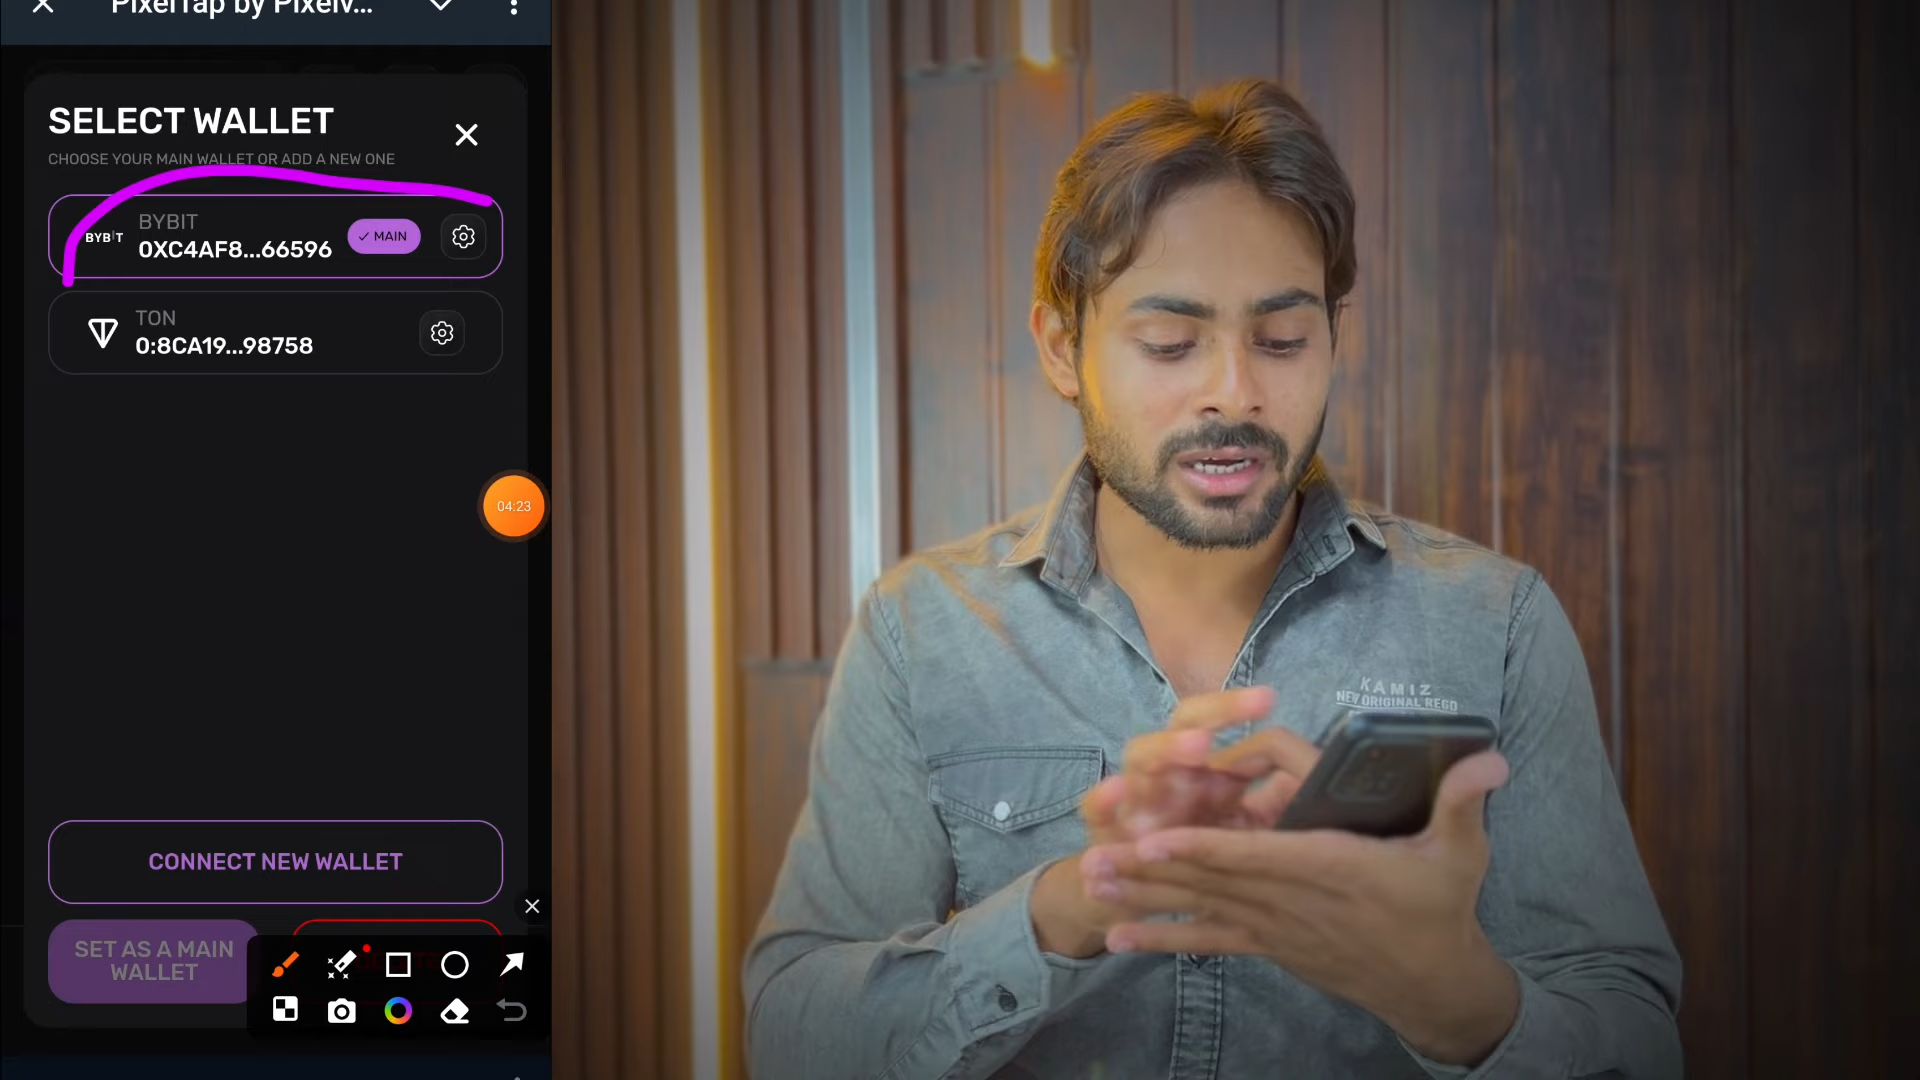 PixelTap by Pixelv...
SELECT WALLET
CHOOSE YOUR MAIN WALLET OR ADD A NEW ONE
BYBIT
BYBIT
0XC4AF8...66596
MAIN
TON
0:8CA19...98758
04:23
CONNECT NEW WALLET
SET AS A MAIN
WALLET
KAMIZ
NEW ORIGINAL REGD